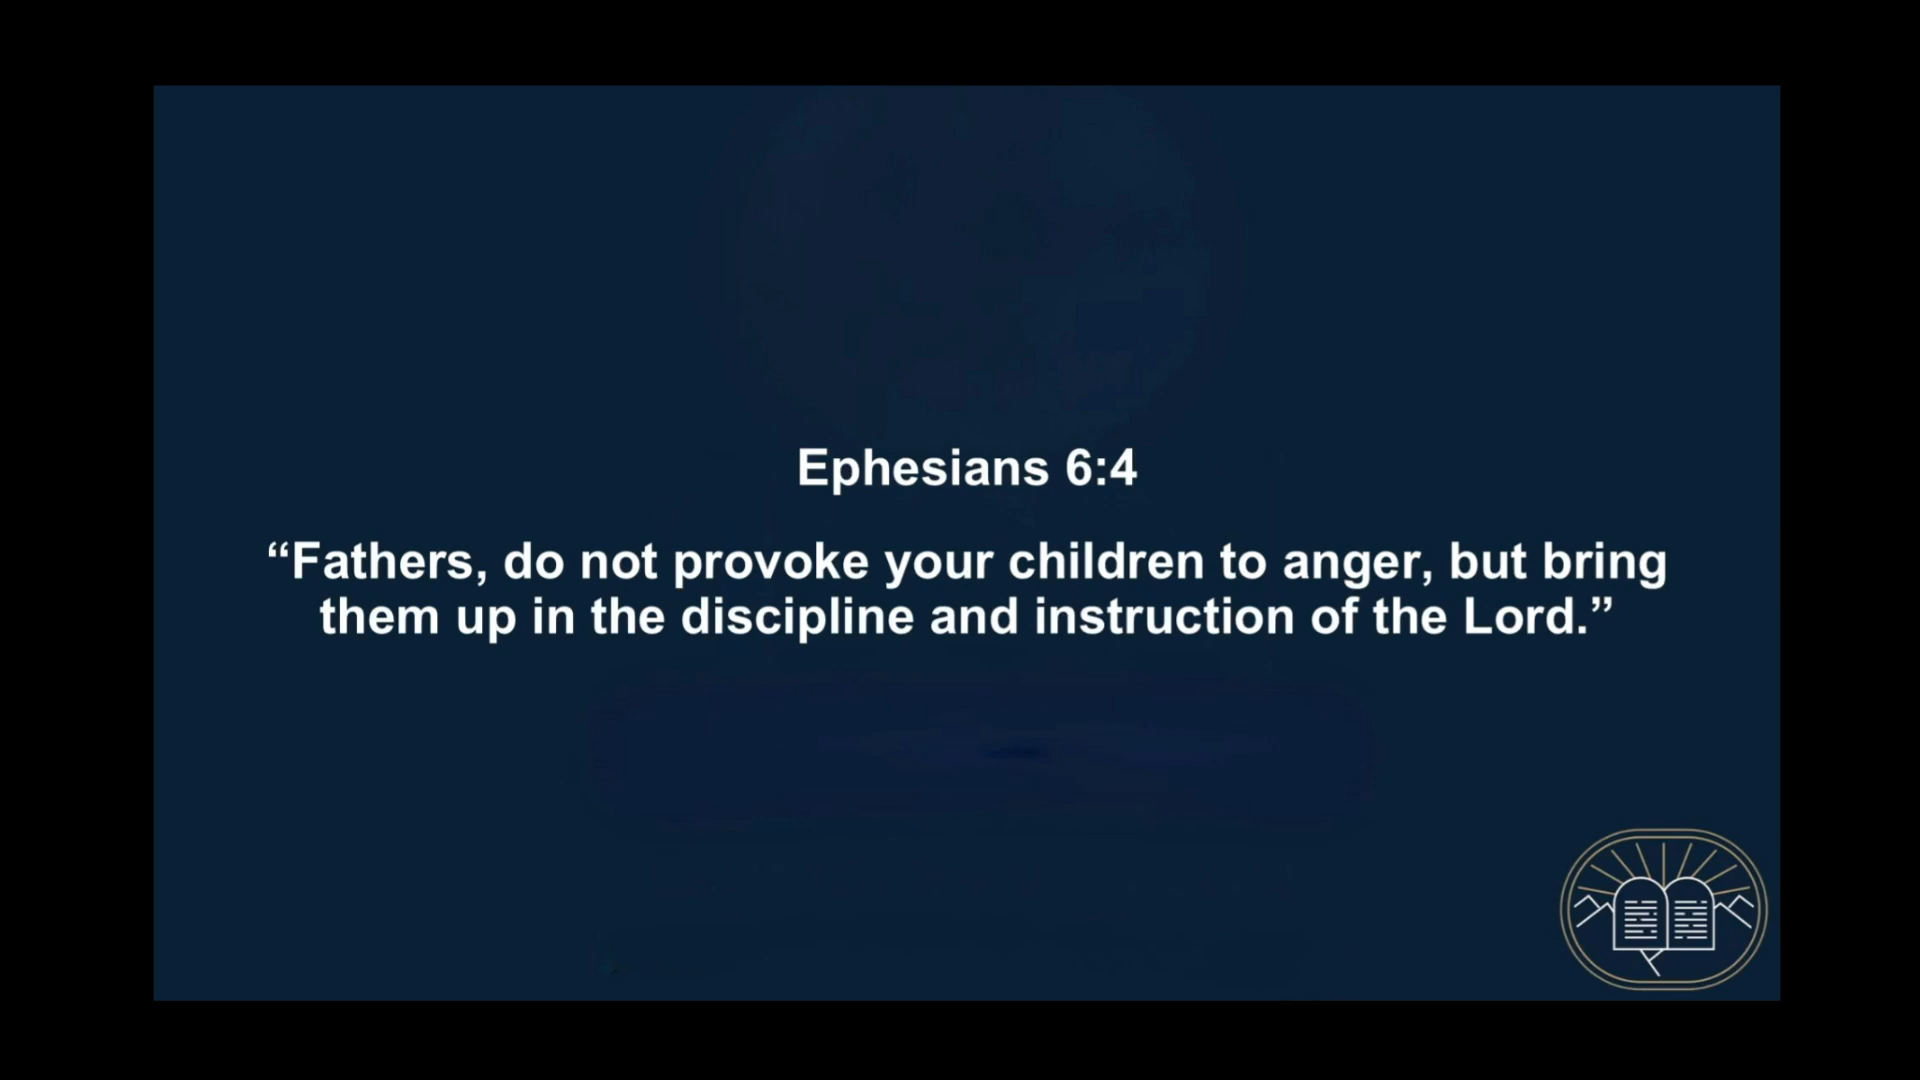 Ephesians 6:4
“Fathers, do not provoke your children to anger, but bring
them up in the discipline and instruction of the Lord.”